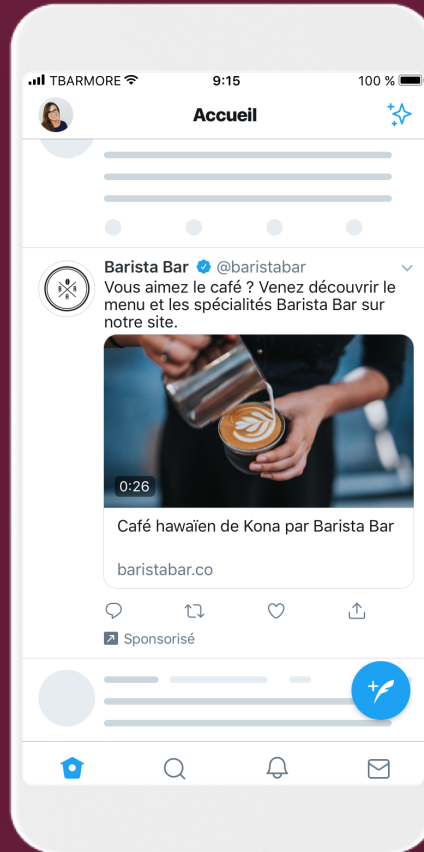 TBARMORE 9:15 100 %
Accueil
Barista Bar @baristabar
Vous aimez le café ? Venez découvrir le
menu et les spécialités Barista Bar sur
notre site.
0:26
Café hawaïen de Kona par Barista Bar
baristabar.co
Sponsorisé